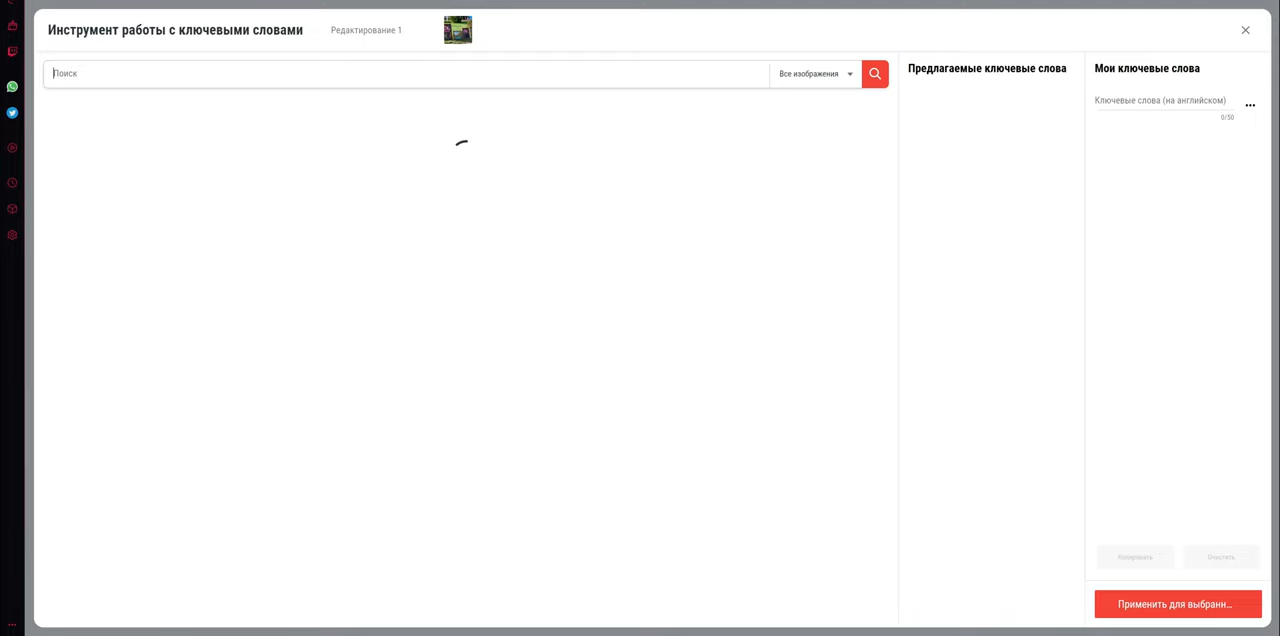 Инструмент работы с ключевыми словами
Редактирование 1
Поиск
Все изображения
Предлагаемые ключевые слова
Мои ключевые слова
Ключевые слова (на английском)
0/50
Копировать
Очистить
Применить для выбранн...